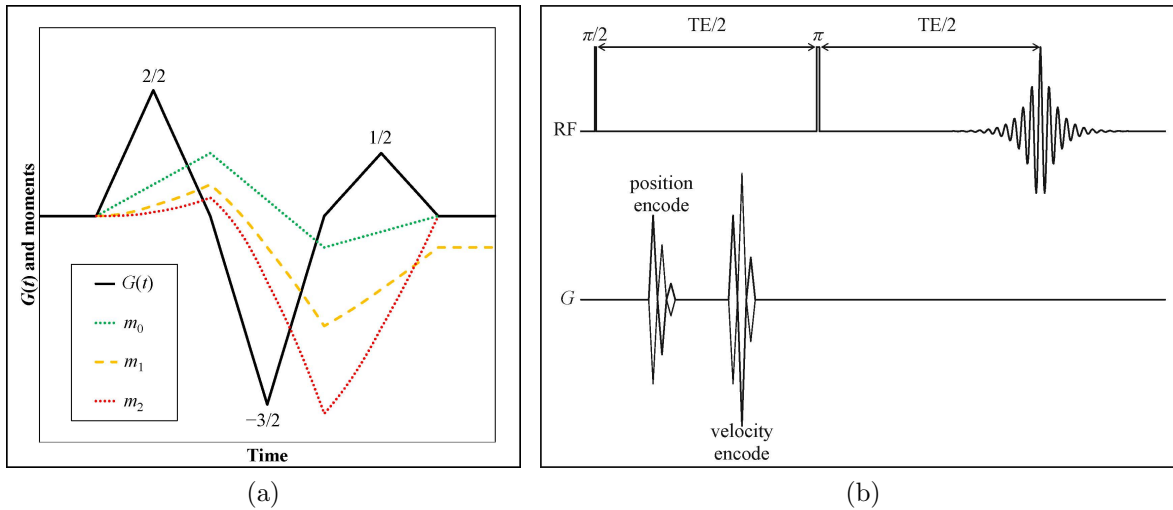 2/2
1/2
−3/2
G(t) and moments
G(t)
m₀
m₁
m₂
Time
(a)
TE/2
TE/2
π/2
π
RF
position
encode
G
velocity
encode
(b)